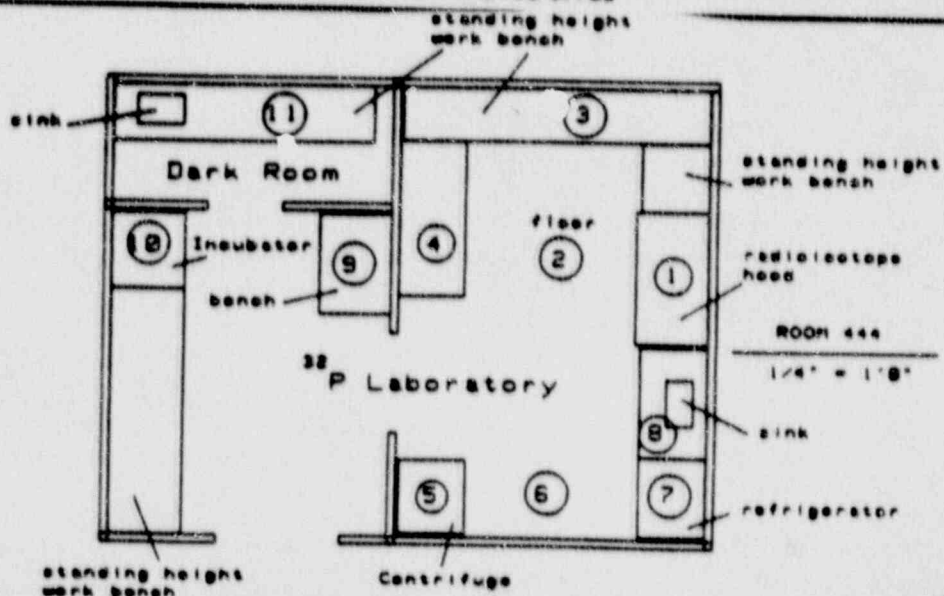 standing height
work bench
sink
11
3
Dark Room
standing height
work bench
floor
10
Incubator
9
4
2
1
radioisotope
hood
bench
ROOM 444
1/4" = 1'0"
32P Laboratory
8
sink
5
6
7
refrigerator
standing height
work bench
Centrifuge